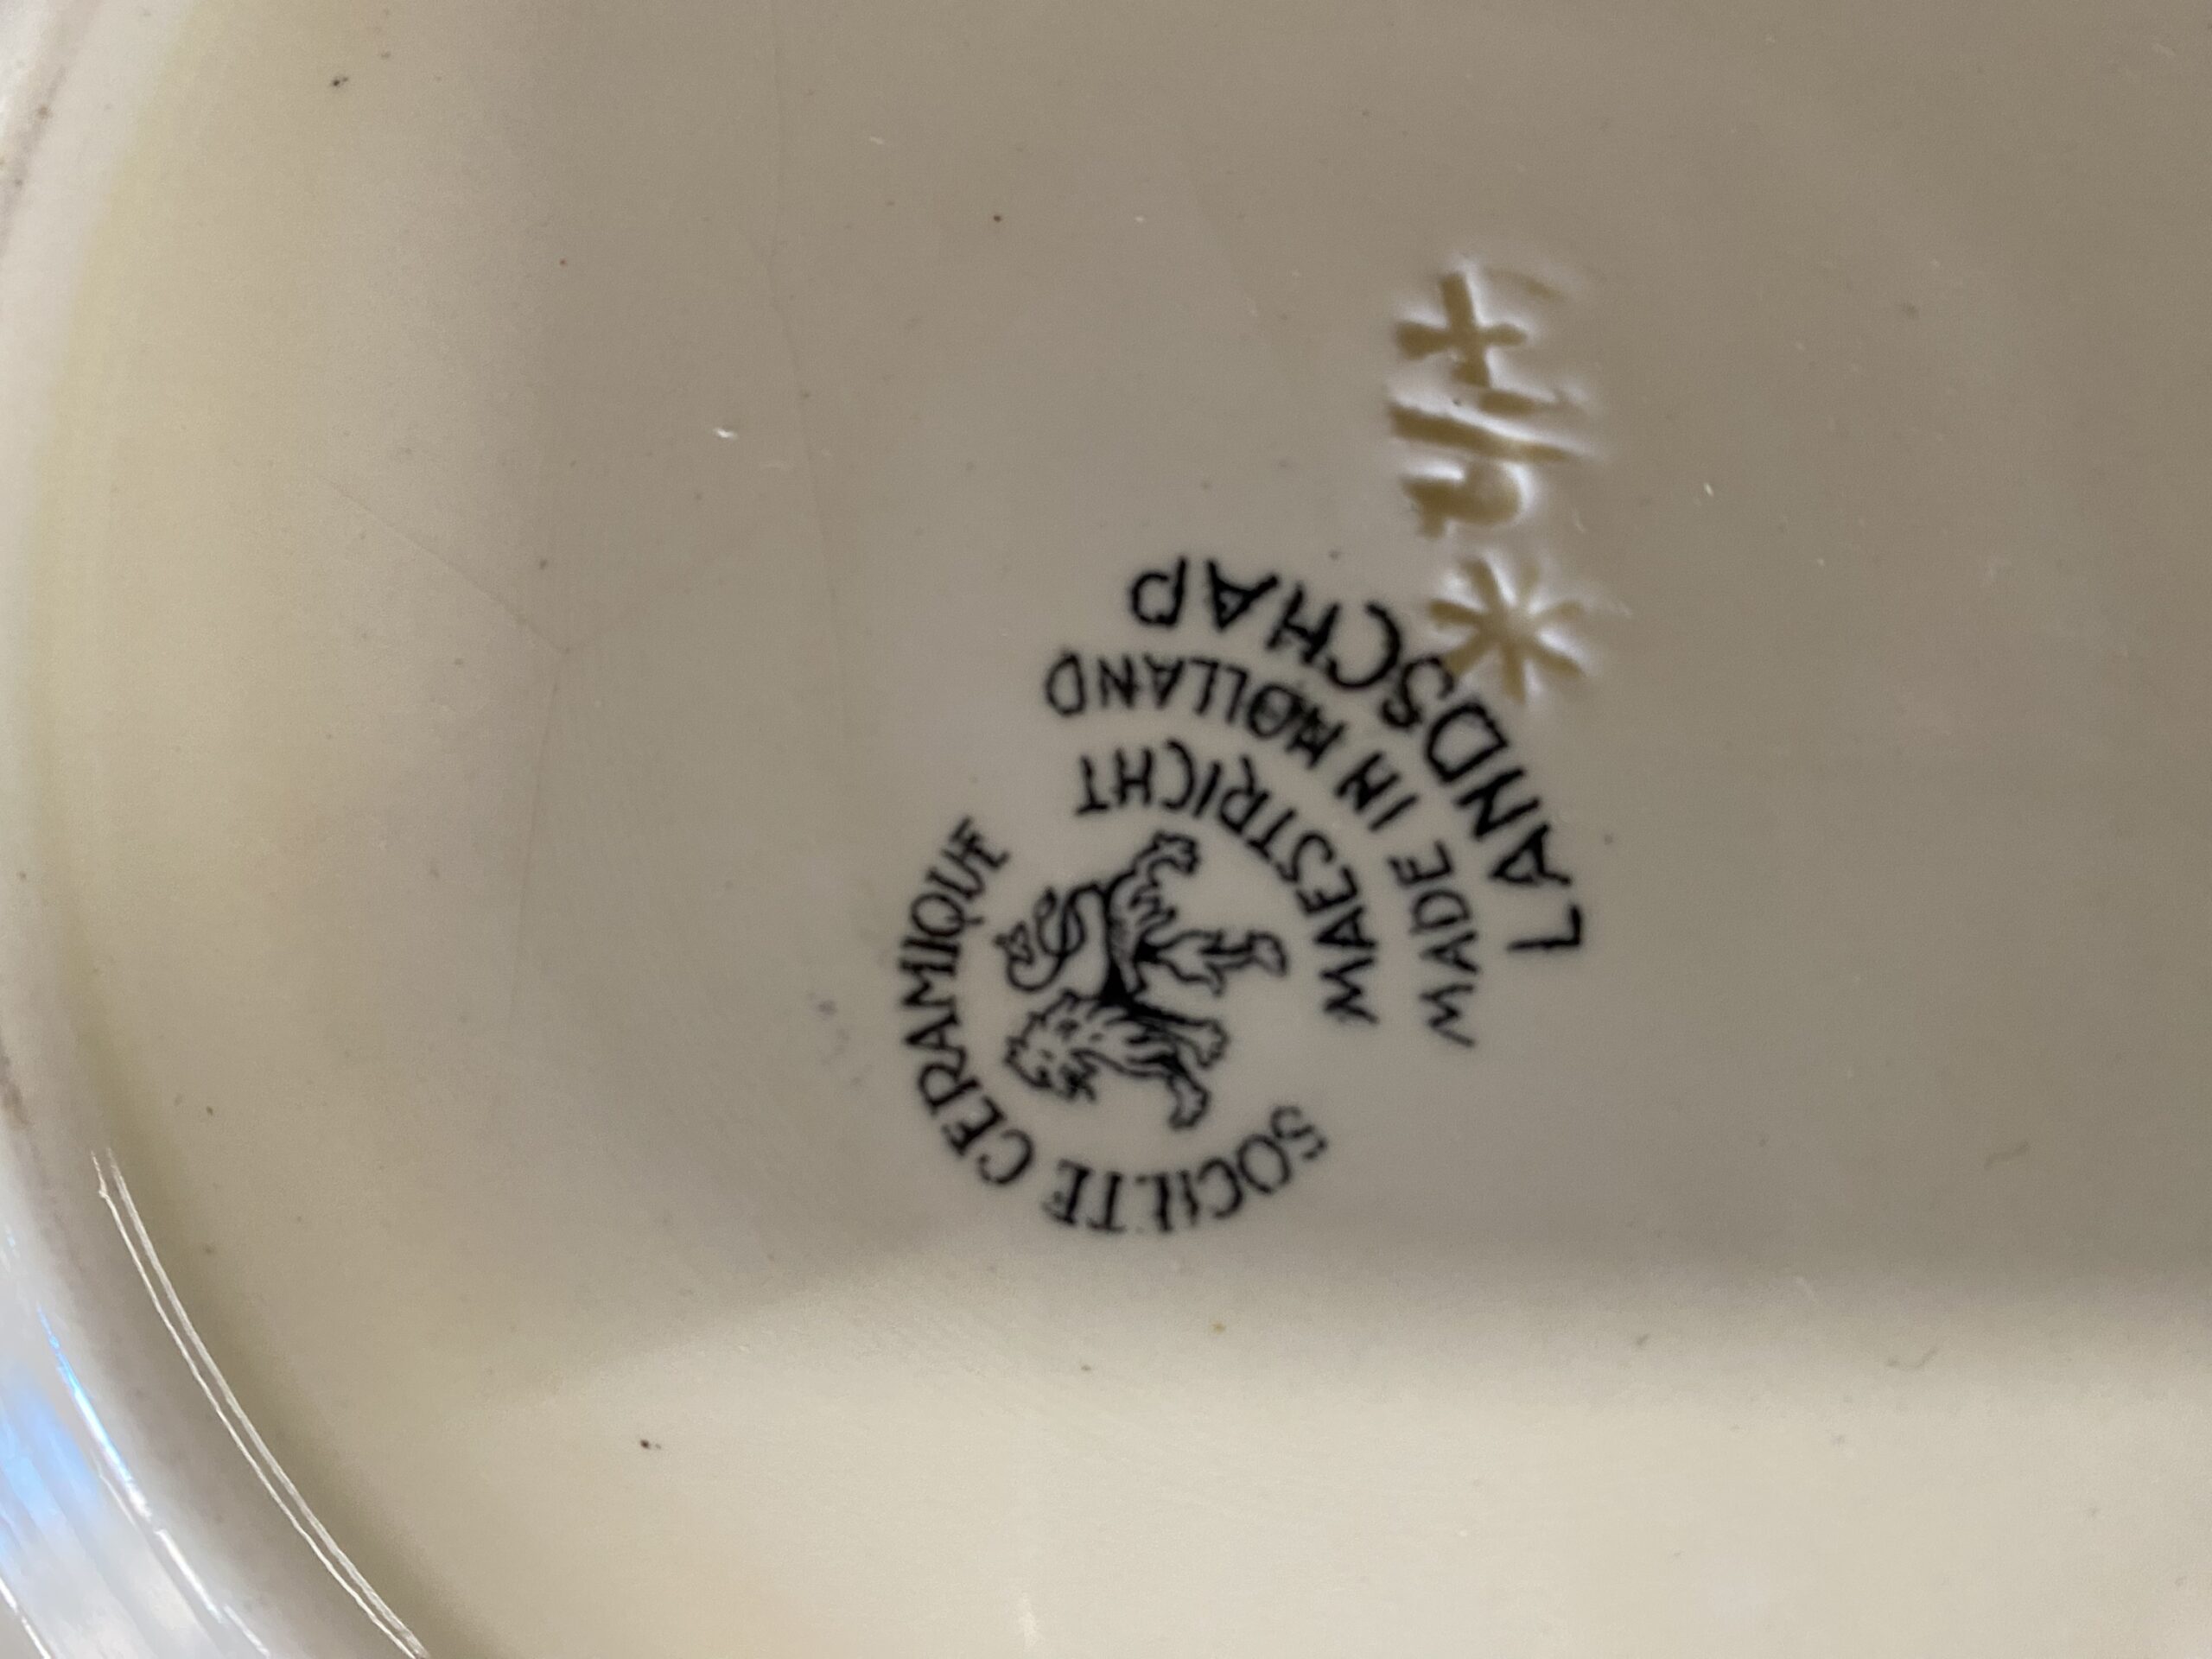 SOCIETE CERAMIQUE
MAESTRICHT
MADE IN HOLLAND
LANDSCHAP